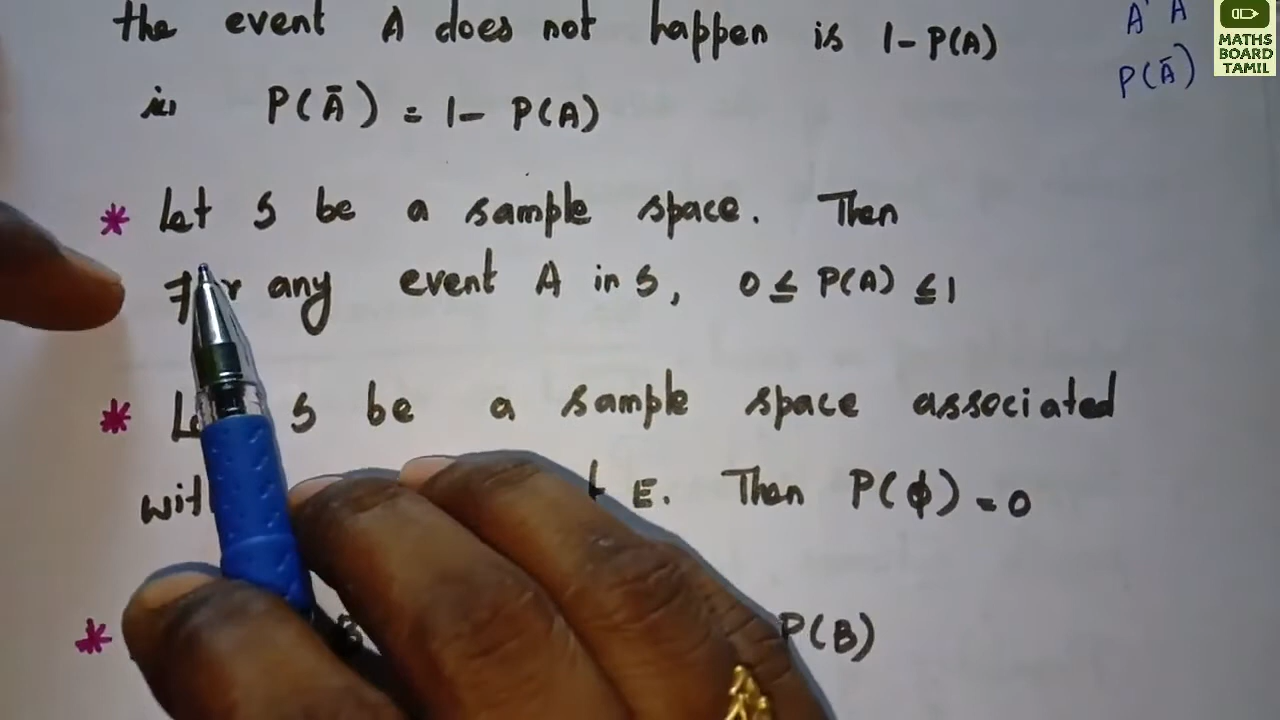 the event A does not happen is 1-P(A)
A' A
P(Ā)
MATHS
BOARD
TAMIL
P(Ā) = 1- P(A)
* Let S be a sample space. Then
any event A in S, 0 ≤ P(A) ≤ 1
* S be a sample space associated
E. Then P(ϕ) = 0
* P(B)